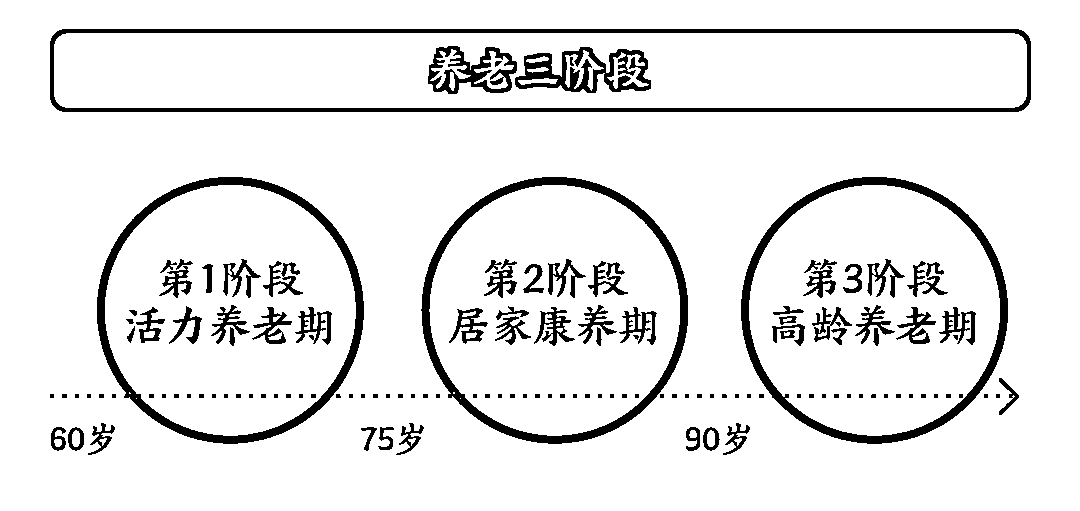 养老三阶段
第1阶段
活力养老期
第2阶段
居家康养期
第3阶段
高龄养老期
60岁
75岁
90岁